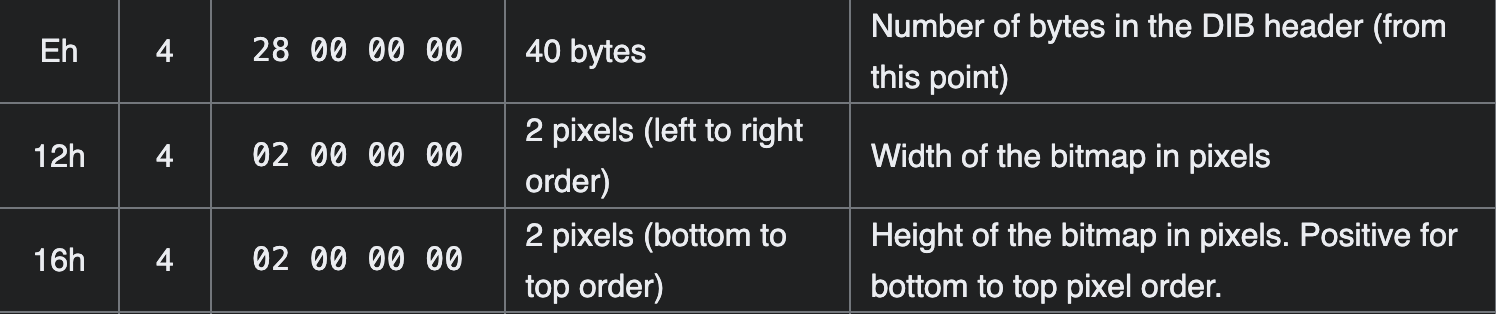 Eh 4 28 00 00 00 40 bytes Number of bytes in the DIB header (from
this point)
12h 4 02 00 00 00 2 pixels (left to right
order) Width of the bitmap in pixels
16h 4 02 00 00 00 2 pixels (bottom to
top order) Height of the bitmap in pixels. Positive for
bottom to top pixel order.